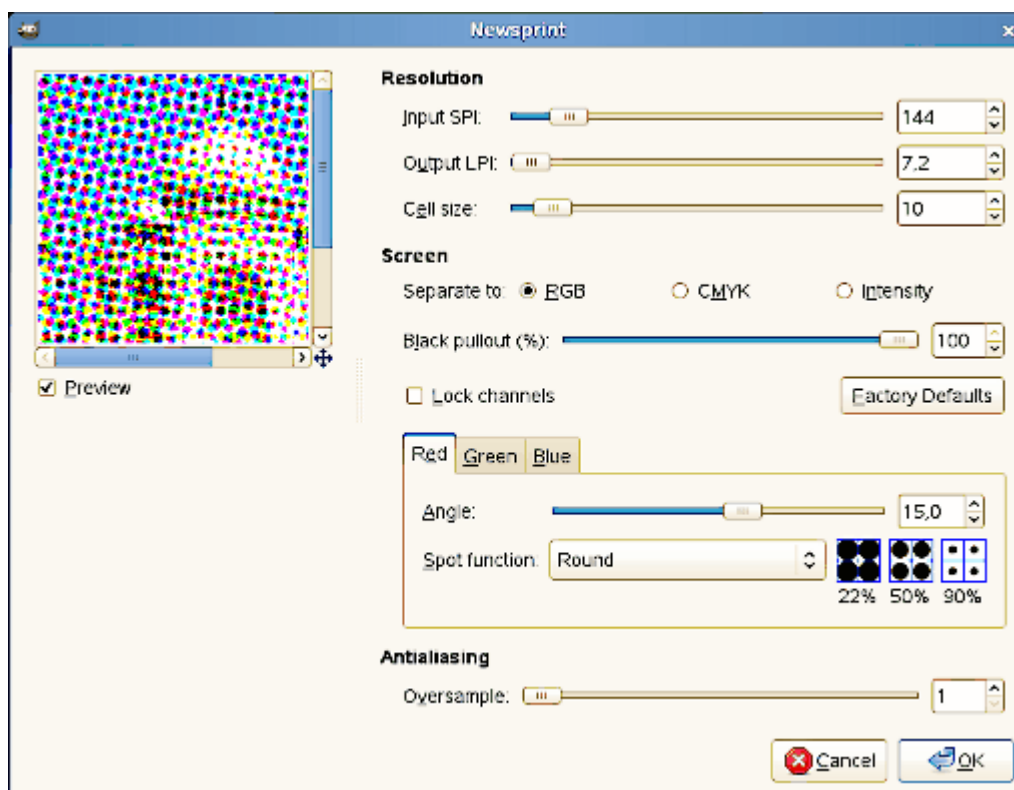 Newsprint
Resolution
Input SPI: 144
Output LPI: 7,2
Cell size: 10
Screen
Separate to: RGB CMYK Intensity
Black pullout (%): 100
Preview
Lock channels Factory Defaults
Red Green Blue
Angle: 15,0
Spot function: Round
22% 50% 90%
Antialiasing
Oversample: 1
Cancel OK